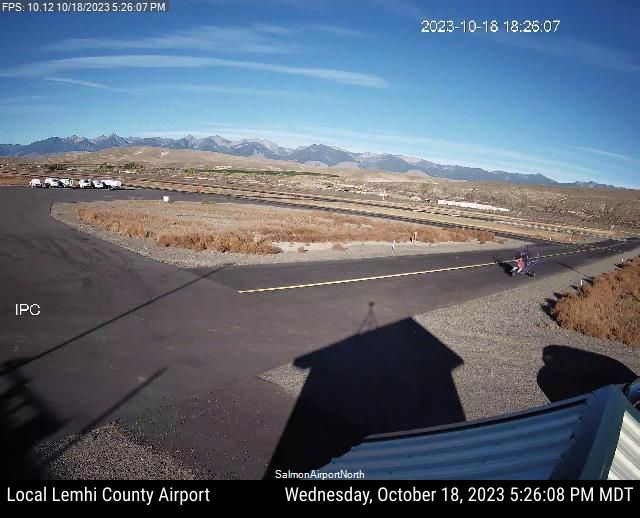 FPS: 10.12 10/18/2023 5:26:07 PM
2023-10-18 18:26:07
IPC
SalmonAirportNorth
Local Lemhi County Airport
Wednesday, October 18, 2023 5:26:08 PM MDT